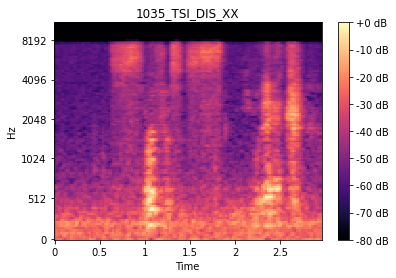 1035_TSI_DIS_XX
+0 dB
8192
-10 dB
4096
-20 dB
-30 dB
2048
Hz
-40 dB
1024
-50 dB
512
-60 dB
-70 dB
0
-80 dB
0 0.5 1 1.5 2 2.5
Time